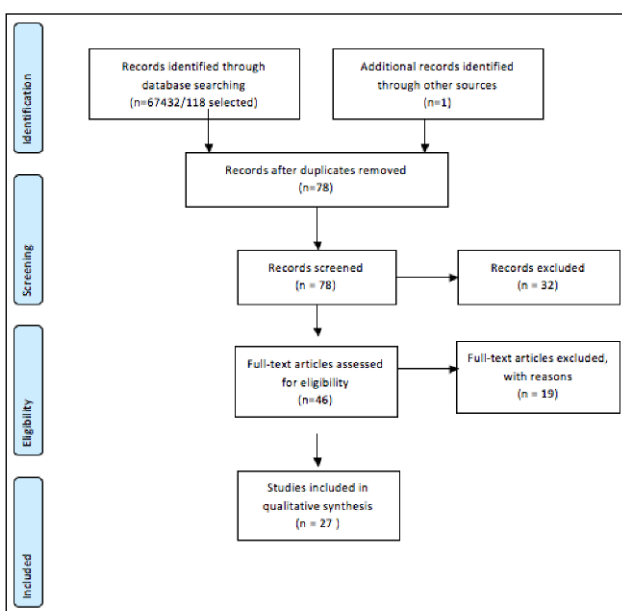 Identification
Records identified through
database searching
(n=67432/118 selected)
Additional records identified
through other sources
(n=1)
Records after duplicates removed
(n=78)
Screening
Records screened
(n = 78)
Records excluded
(n = 32)
Eligibility
Full-text articles assessed
for eligibility
(n=46)
Full-text articles excluded,
with reasons
(n = 19)
Included
Studies included in
qualitative synthesis
(n = 27 )